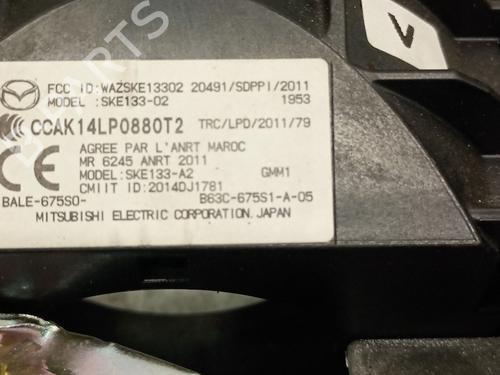 V
FCC ID:WAZSKE13302 20491/SDPPI/2011
MODEL :SKE133-02 1953
CCAK14LP0880T2 TRC/LPD/2011/79
AGREE PAR L'ANRT MAROC
MR 6245 ANRT 2011
MODEL:SKE133-A2 GMM1
CMIIT ID:2014DJ1781
BALE-675S0- B63C-675S1-A-05
MITSUBISHI ELECTRIC CORPORATION.JAPAN